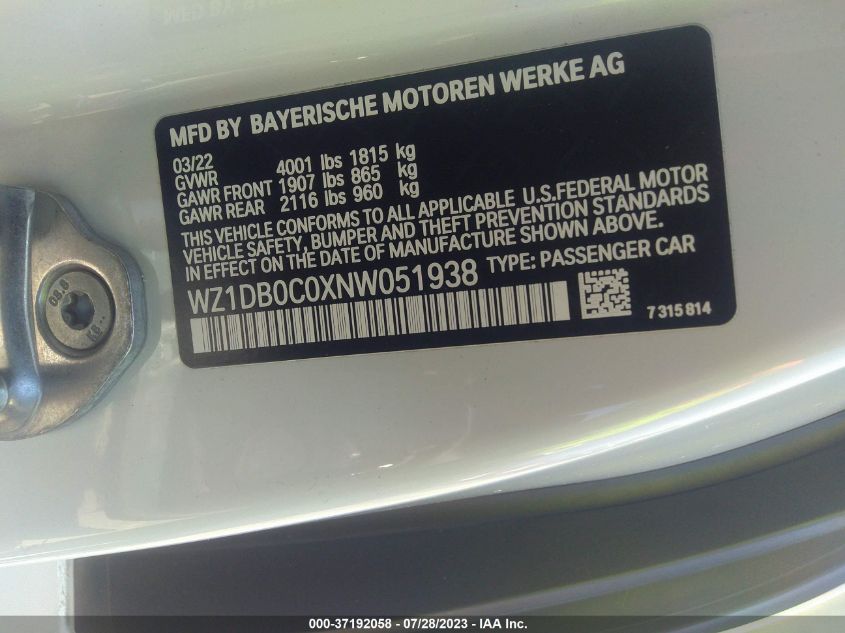 MFD BY BAYERISCHE MOTOREN WERKE AG
03/22
GVWR 4001 lbs 1815 kg
GAWR FRONT 1907 lbs 865 kg
GAWR REAR 2116 lbs 960 kg
THIS VEHICLE CONFORMS TO ALL APPLICABLE U.S.FEDERAL MOTOR
VEHICLE SAFETY, BUMPER AND THEFT PREVENTION STANDARDS
IN EFFECT ON THE DATE OF MANUFACTURE SHOWN ABOVE.
WZ1DB0C0XNW051938 TYPE: PASSENGER CAR
7315814
000-37192058 - 07/28/2023 - IAA Inc.